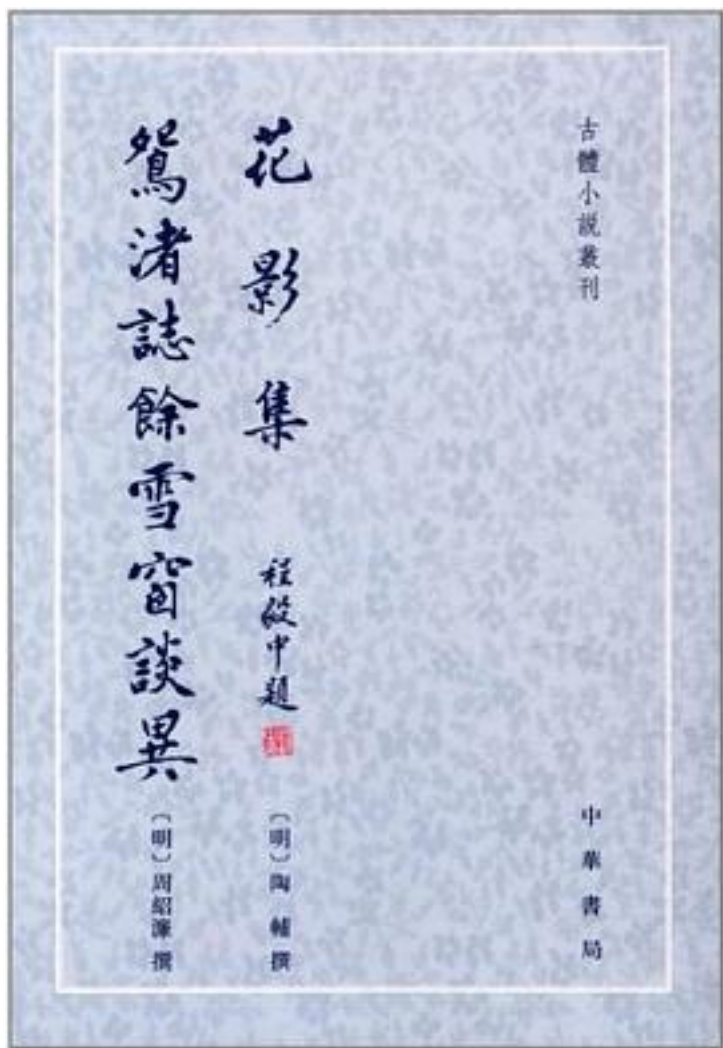 古體小説叢刊
花影集
程毅中題
〔明〕陶輔撰
鴛渚誌餘雪窗談異
〔明〕周紹濂撰
中華書局